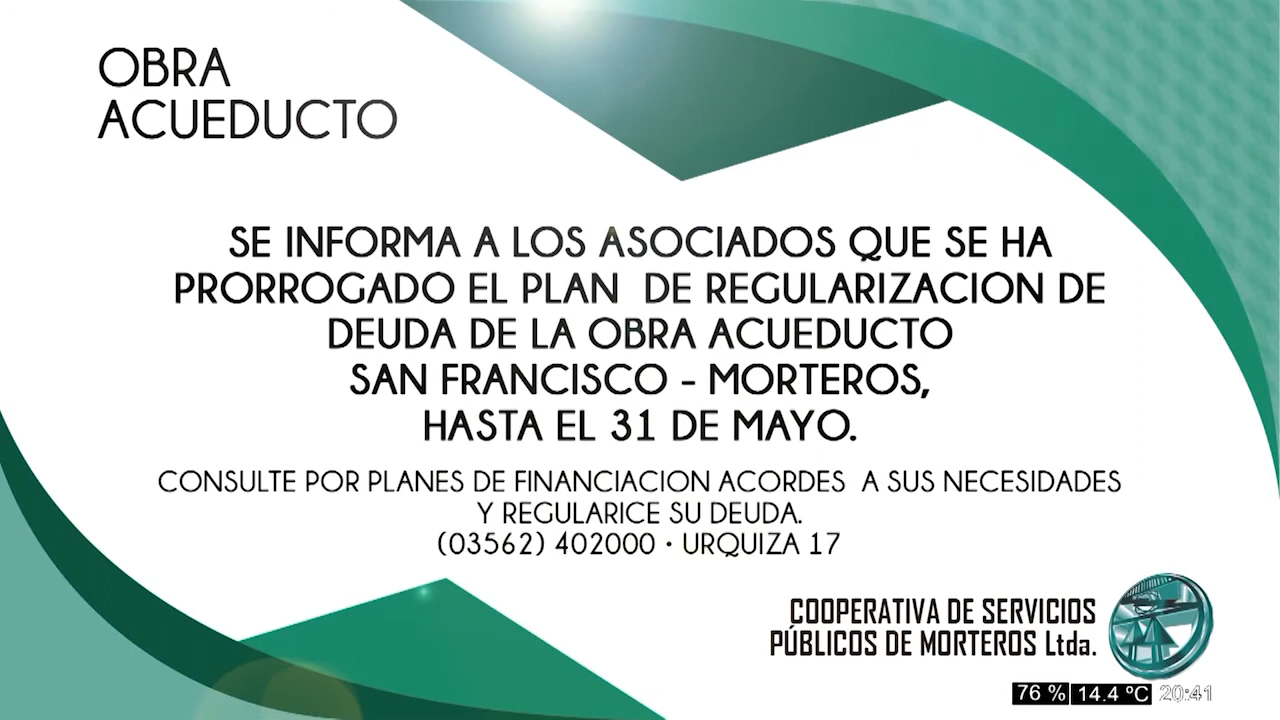 OBRA
ACUEDUCTO
SE INFORMA A LOS ASOCIADOS QUE SE HA
PRORROGADO EL PLAN DE REGULARIZACION DE
DEUDA DE LA OBRA ACUEDUCTO
SAN FRANCISCO - MORTEROS,
HASTA EL 31 DE MAYO.
CONSULTE POR PLANES DE FINANCIACION ACORDES A SUS NECESIDADES
Y REGULARICE SU DEUDA.
(03562) 402000 • URQUIZA 17
COOPERATIVA DE SERVICIOS
PÚBLICOS DE MORTEROS Ltda.
76 % 14.4 ºC 20:41